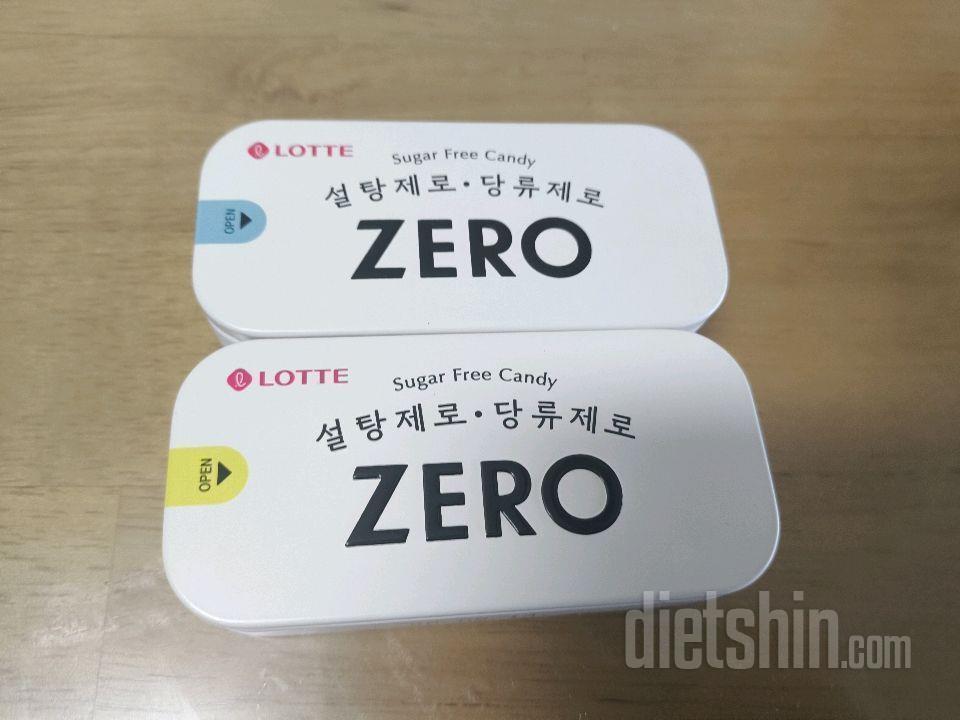 LOTTE
Sugar Free Candy
설탕제로·당류제로
OPEN
ZERO
LOTTE
Sugar Free Candy
설탕제로·당류제로
OPEN
ZERO
dietshin.com